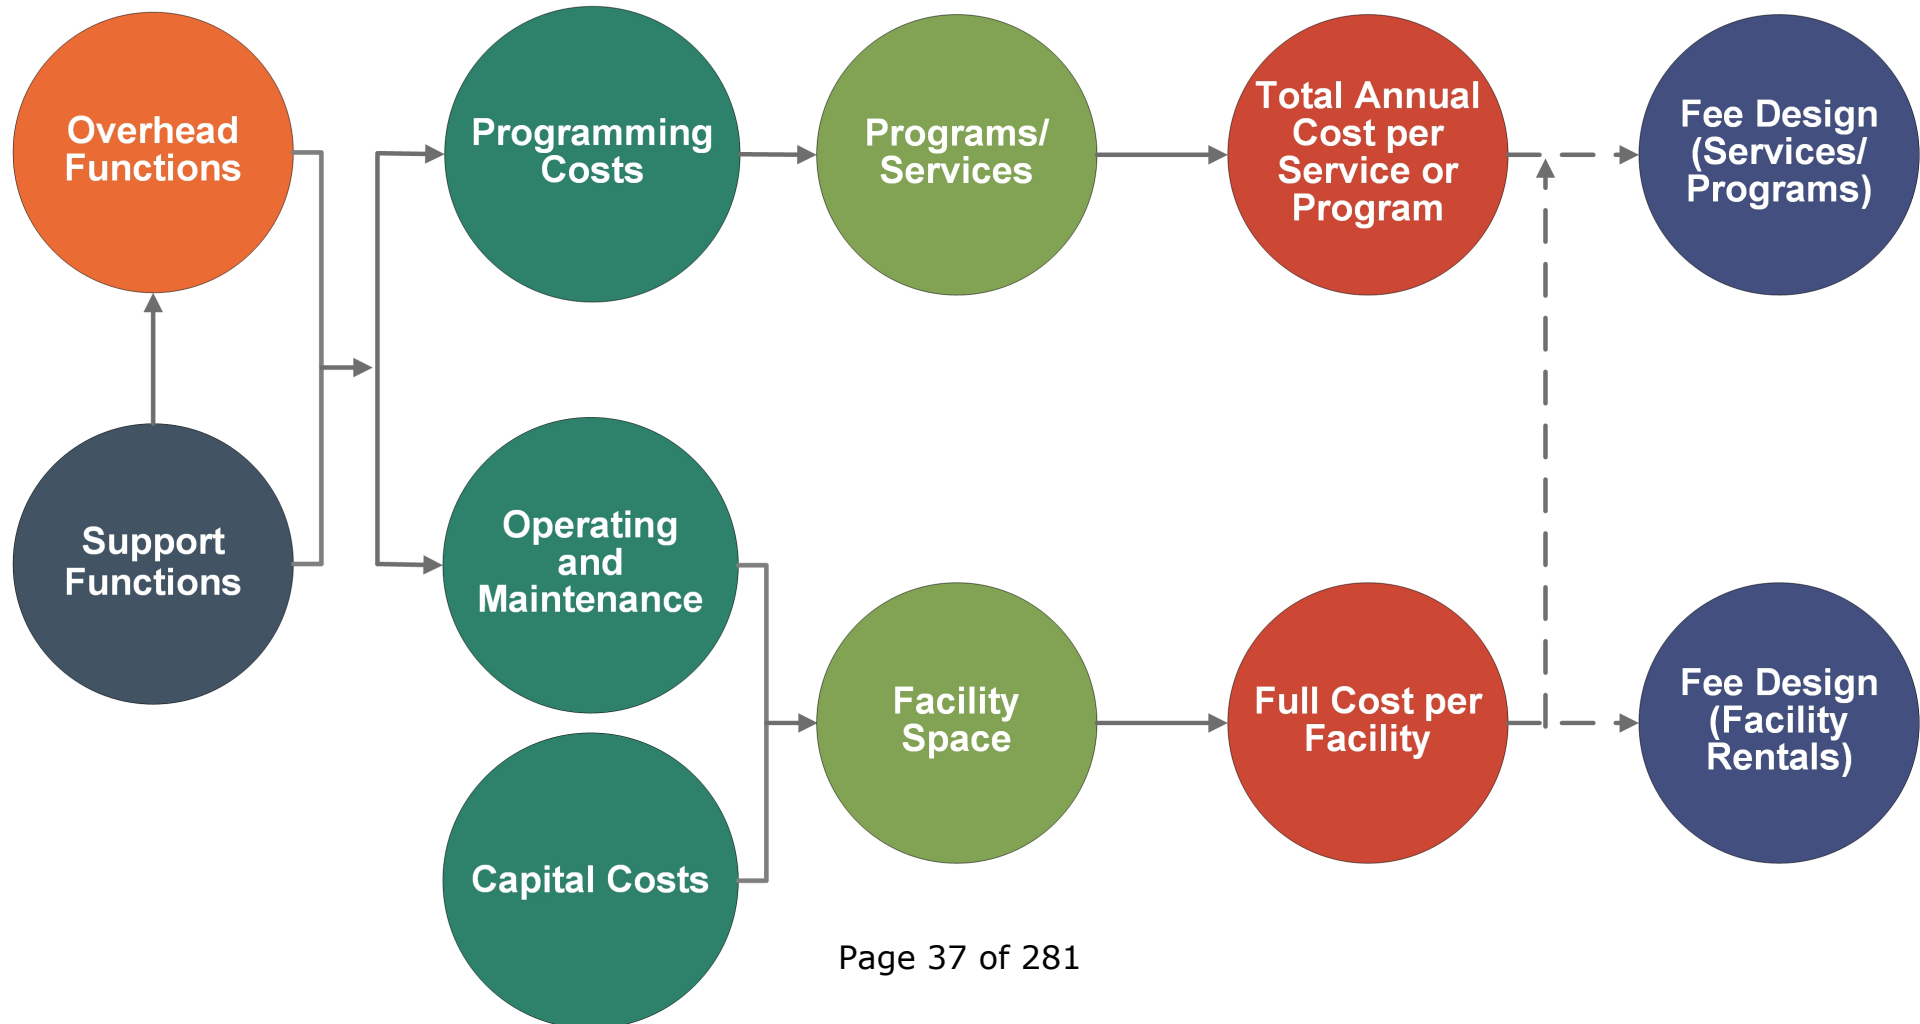 Overhead
Functions
Programming
Costs
Programs/
Services
Total Annual
Cost per
Service or
Program
Fee Design
(Services/
Programs)
Support
Functions
Operating
and
Maintenance
Facility
Space
Full Cost per
Facility
Fee Design
(Facility
Rentals)
Capital Costs
Page 37 of 281